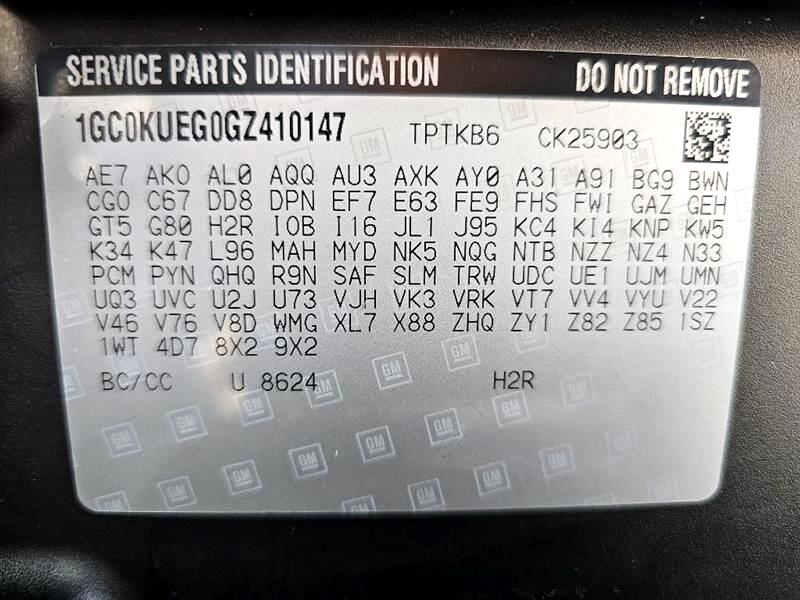 SERVICE PARTS IDENTIFICATION DO NOT REMOVE
1GC0KUEG0GZ410147 TPTKB6 CK25903
AE7 AKO AL0 AQQ AU3 AXK AY0 A31 A91 BG9 BWN
CGO C67 DD8 DPN EF7 E63 FE9 FHS FWI GAZ GEH
GT5 G80 H2R IOB I16 JL1 J95 KC4 KI4 KNP KW5
K34 K47 L96 MAH MYD NK5 NQG NTB NZZ NZ4 N33
PCM PYN QHQ R9N SAF SLM TRW UDC UE1 UJM UMN
UQ3 UVC U2J U73 VJH VK3 VRK VT7 VV4 VYU V22
V46 V76 V8D WMG XL7 X88 ZHQ ZY1 Z82 Z85 1SZ
1WT 4D7 8X2 9X2
BC/CC U 8624 H2R